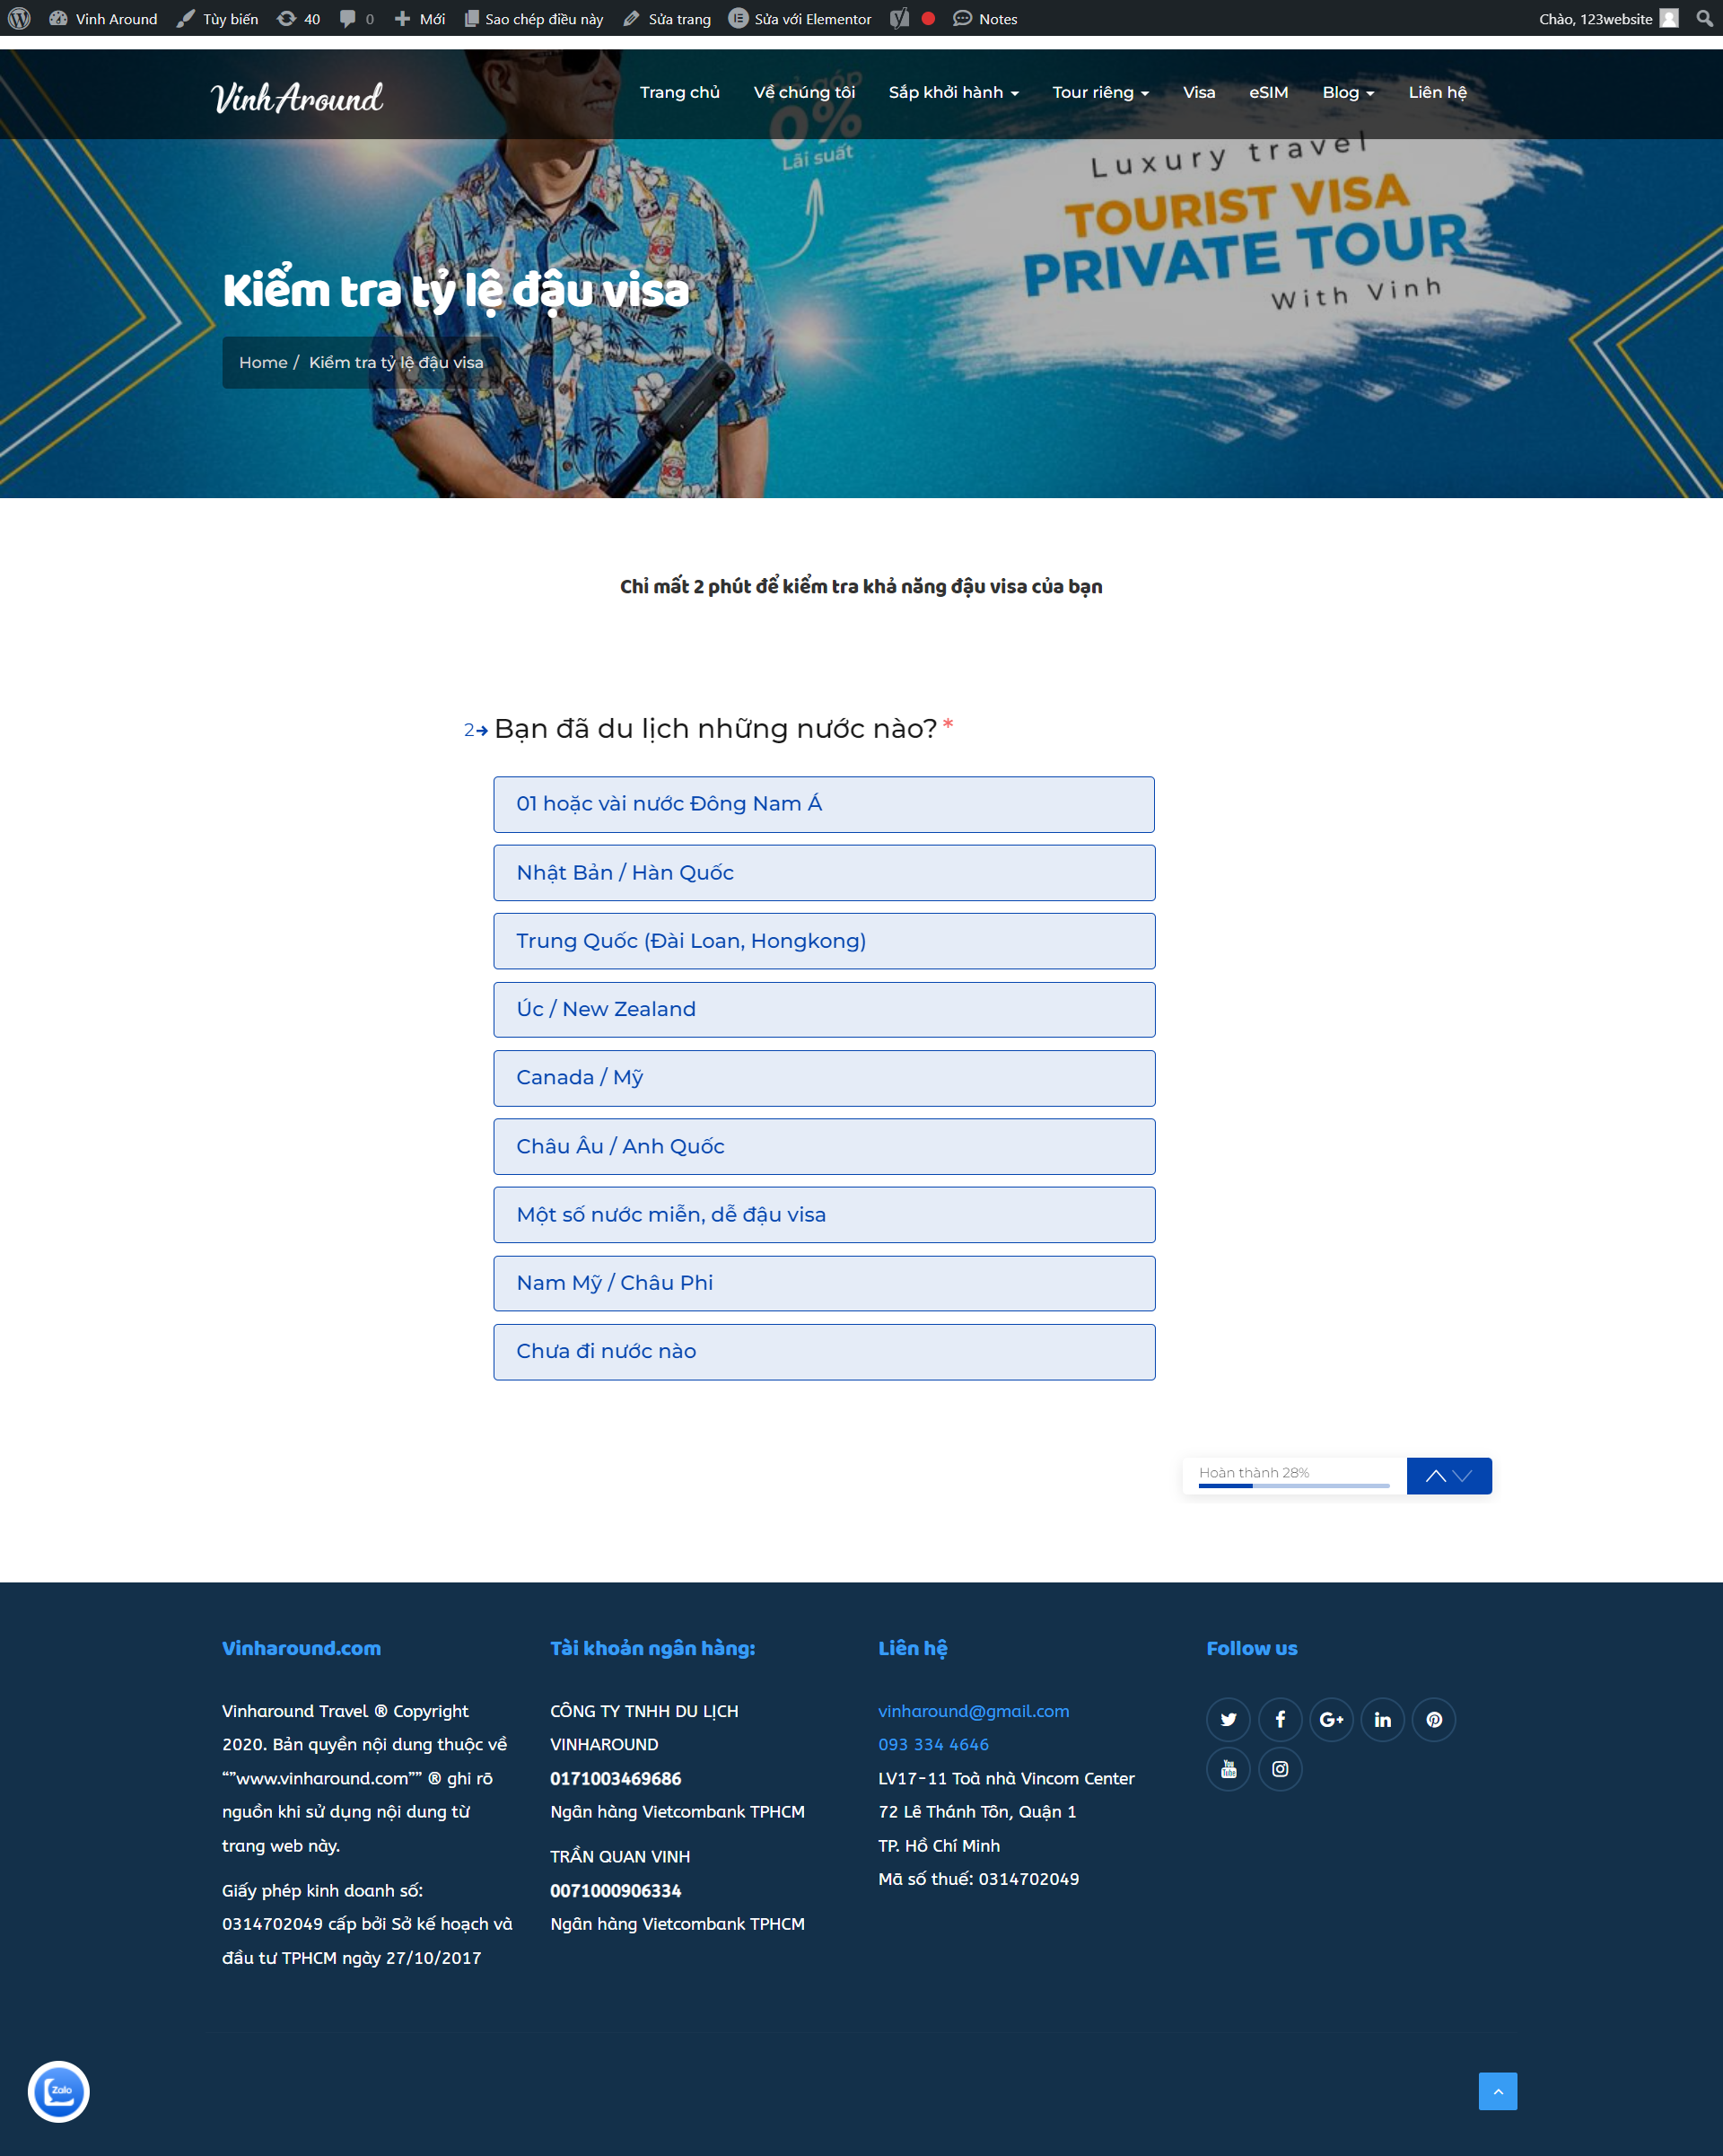 Vinh Around
Tùy biến
40
0
Mới
Sao chép điều này
Sửa trang
Sửa với Elementor
Notes
Chào, 123website
Vinh Around
Trang chủ
Về chúng tôi
Sắp khởi hành
Tour riêng
Visa
eSIM
Blog
Liên hệ
0%
Lãi suất
Luxury travel
TOURIST VISA
PRIVATE TOUR
With Vinh
Kiểm tra tỷ lệ đậu visa
Home / Kiểm tra tỷ lệ đậu visa
Chỉ mất 2 phút để kiểm tra khả năng đậu visa của bạn
2 Bạn đã du lịch những nước nào? *
01 hoặc vài nước Đông Nam Á
Nhật Bản / Hàn Quốc
Trung Quốc (Đài Loan, Hongkong)
Úc / New Zealand
Canada / Mỹ
Châu Âu / Anh Quốc
Một số nước miễn, dễ đậu visa
Nam Mỹ / Châu Phi
Chưa đi nước nào
Hoàn thành 28%
Vinharound.com
Vinharound Travel ® Copyright
2020. Bản quyền nội dung thuộc về
“”www.vinharound.com”” ® ghi rõ
nguồn khi sử dụng nội dung từ
trang web này.
Giấy phép kinh doanh số:
0314702049 cấp bởi Sở kế hoạch và
đầu tư TPHCM ngày 27/10/2017
Tài khoản ngân hàng:
CÔNG TY TNHH DU LỊCH
VINHAROUND
0171003469686
Ngân hàng Vietcombank TPHCM
TRẦN QUAN VINH
0071000906334
Ngân hàng Vietcombank TPHCM
Liên hệ
vinharound@gmail.com
093 334 4646
LV17-11 Toà nhà Vincom Center
72 Lê Thánh Tôn, Quận 1
TP. Hồ Chí Minh
Mã số thuế: 0314702049
Follow us
You
Tube
Zalo